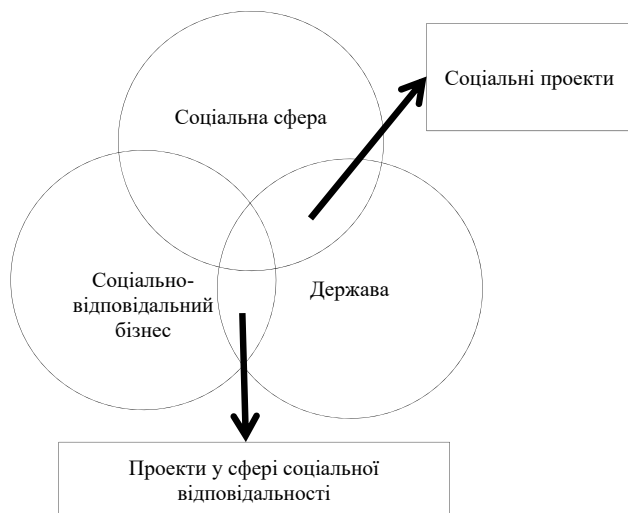 Соціальні проекти
Соціальна сфера
Соціально-
відповідальний
бізнес
Держава
Проекти у сфері соціальної
відповідальності